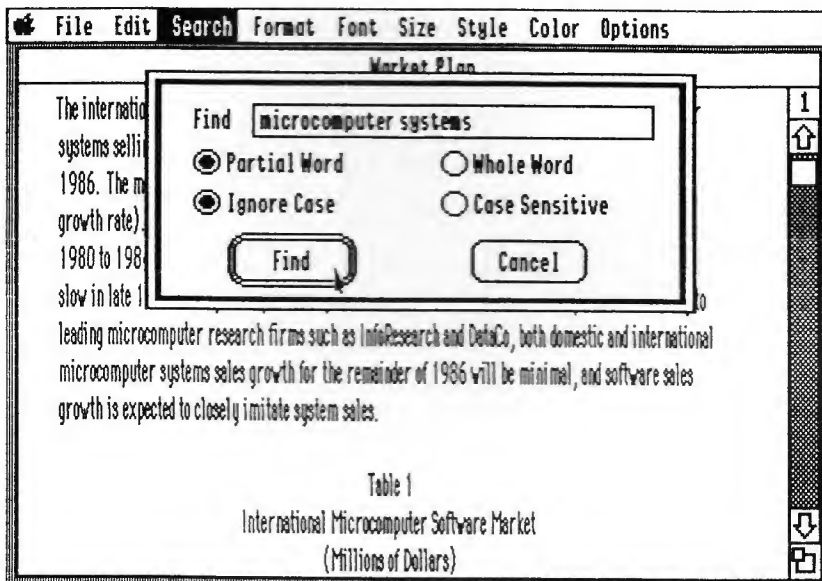 File Edit Search Format Font Size Style Color Options
Market Plan
The internatio
systems selli
1986. The m
growth rate).
1980 to 198
slow in late 1
Find microcomputer systems
Partial Word Whole Word
Ignore Case Case Sensitive
Find Cancel
1
to
leading microcomputer research firms such as InfoResearch and DataCo, both domestic and international
microcomputer systems sales growth for the remainder of 1986 will be minimal, and software sales
growth is expected to closely imitate system sales.
Table 1
International Microcomputer Software Market
(Millions of Dollars)